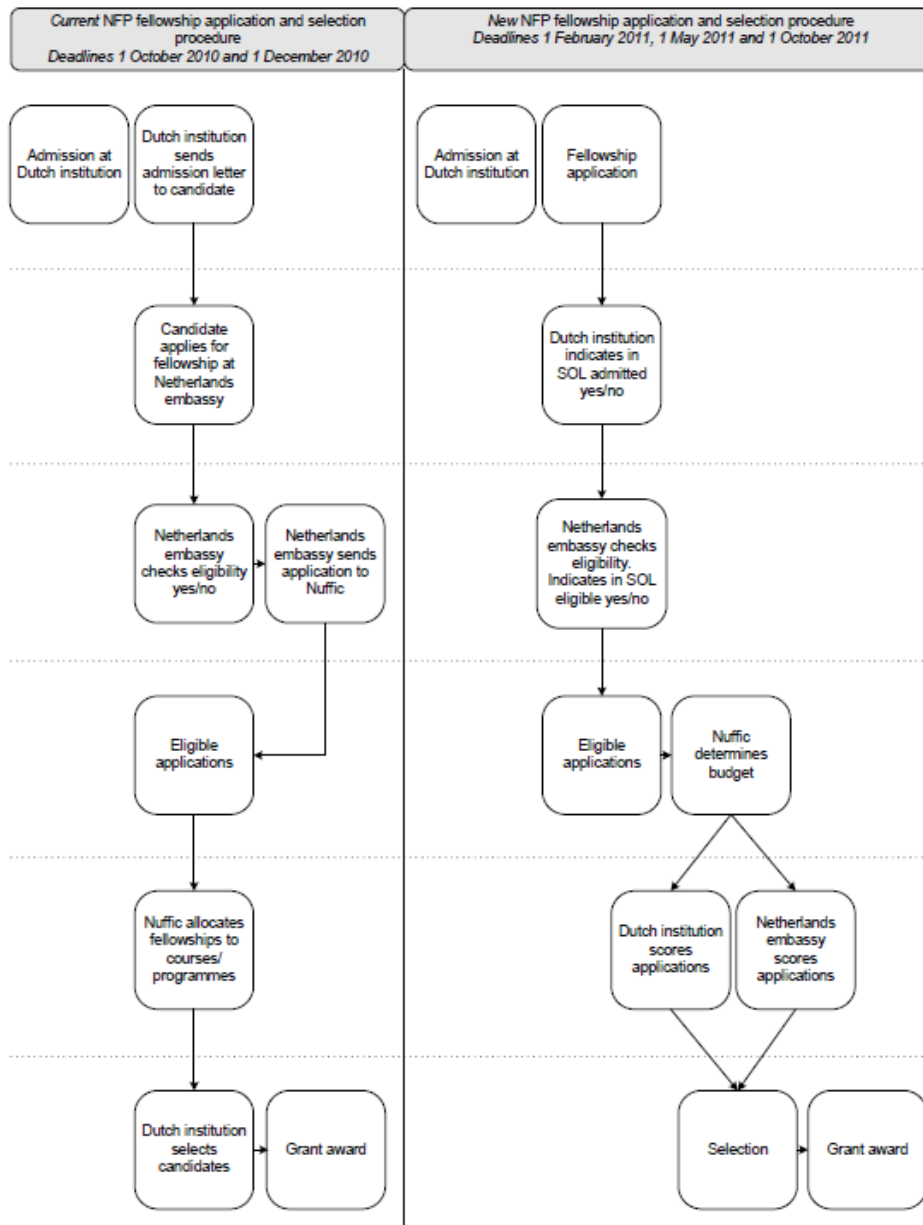 Current NFP fellowship application and selection
procedure
Deadlines 1 October 2010 and 1 December 2010
New NFP fellowship application and selection procedure
Deadlines 1 February 2011, 1 May 2011 and 1 October 2011
Admission at
Dutch institution
Dutch institution
sends
admission letter
to candidate
Admission at
Dutch institution
Fellowship
application
Candidate
applies for
fellowship at
Netherlands
embassy
Dutch institution
indicates in
SOL admitted
yes/no
Netherlands
embassy
checks eligibility
yes/no
Netherlands
embassy sends
application to
Nuffic
Netherlands
embassy checks
eligibility.
Indicates in SOL
eligible yes/no
Eligible
applications
Eligible
applications
Nuffic
determines
budget
Nuffic allocates
fellowships to
courses/
programmes
Dutch institution
scores
applications
Netherlands
embassy
scores
applications
Dutch institution
selects
candidates
Grant award
Selection
Grant award